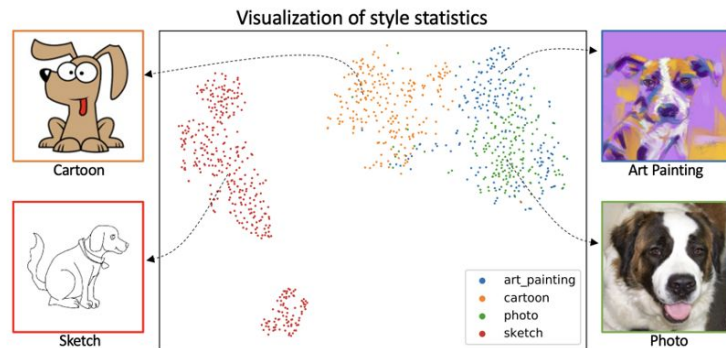 Visualization of style statistics
Cartoon
Art Painting
Sketch
Photo
art_painting
cartoon
photo
sketch